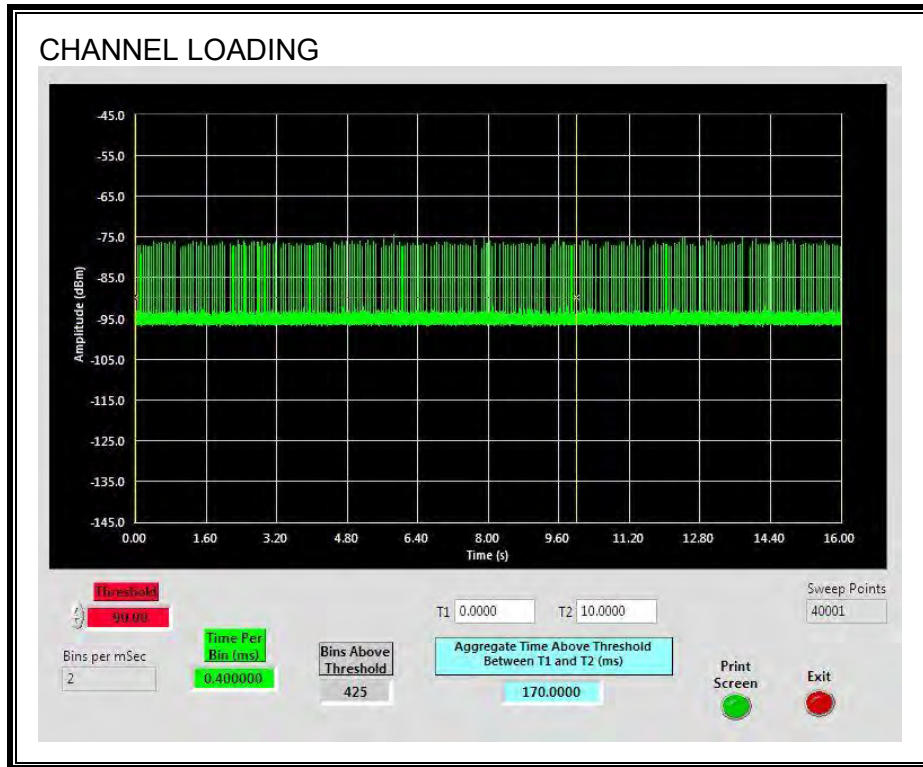 CHANNEL LOADING
-45.0
-55.0
-65.0
-75.0
-85.0
-95.0
-105.0
-115.0
-125.0
-135.0
-145.0
Amplitude (dBm)
0.00 1.60 3.20 4.80 6.40 8.00 9.60 11.20 12.80 14.40 16.00
Time (s)
Threshold
-90.00
Bins per mSec
2
Time Per
Bin (ms)
0.400000
Bins Above
Threshold
425
T1 0.0000 T2 10.0000
Aggregate Time Above Threshold
Between T1 and T2 (ms)
170.0000
Sweep Points
40001
Print
Screen
Exit